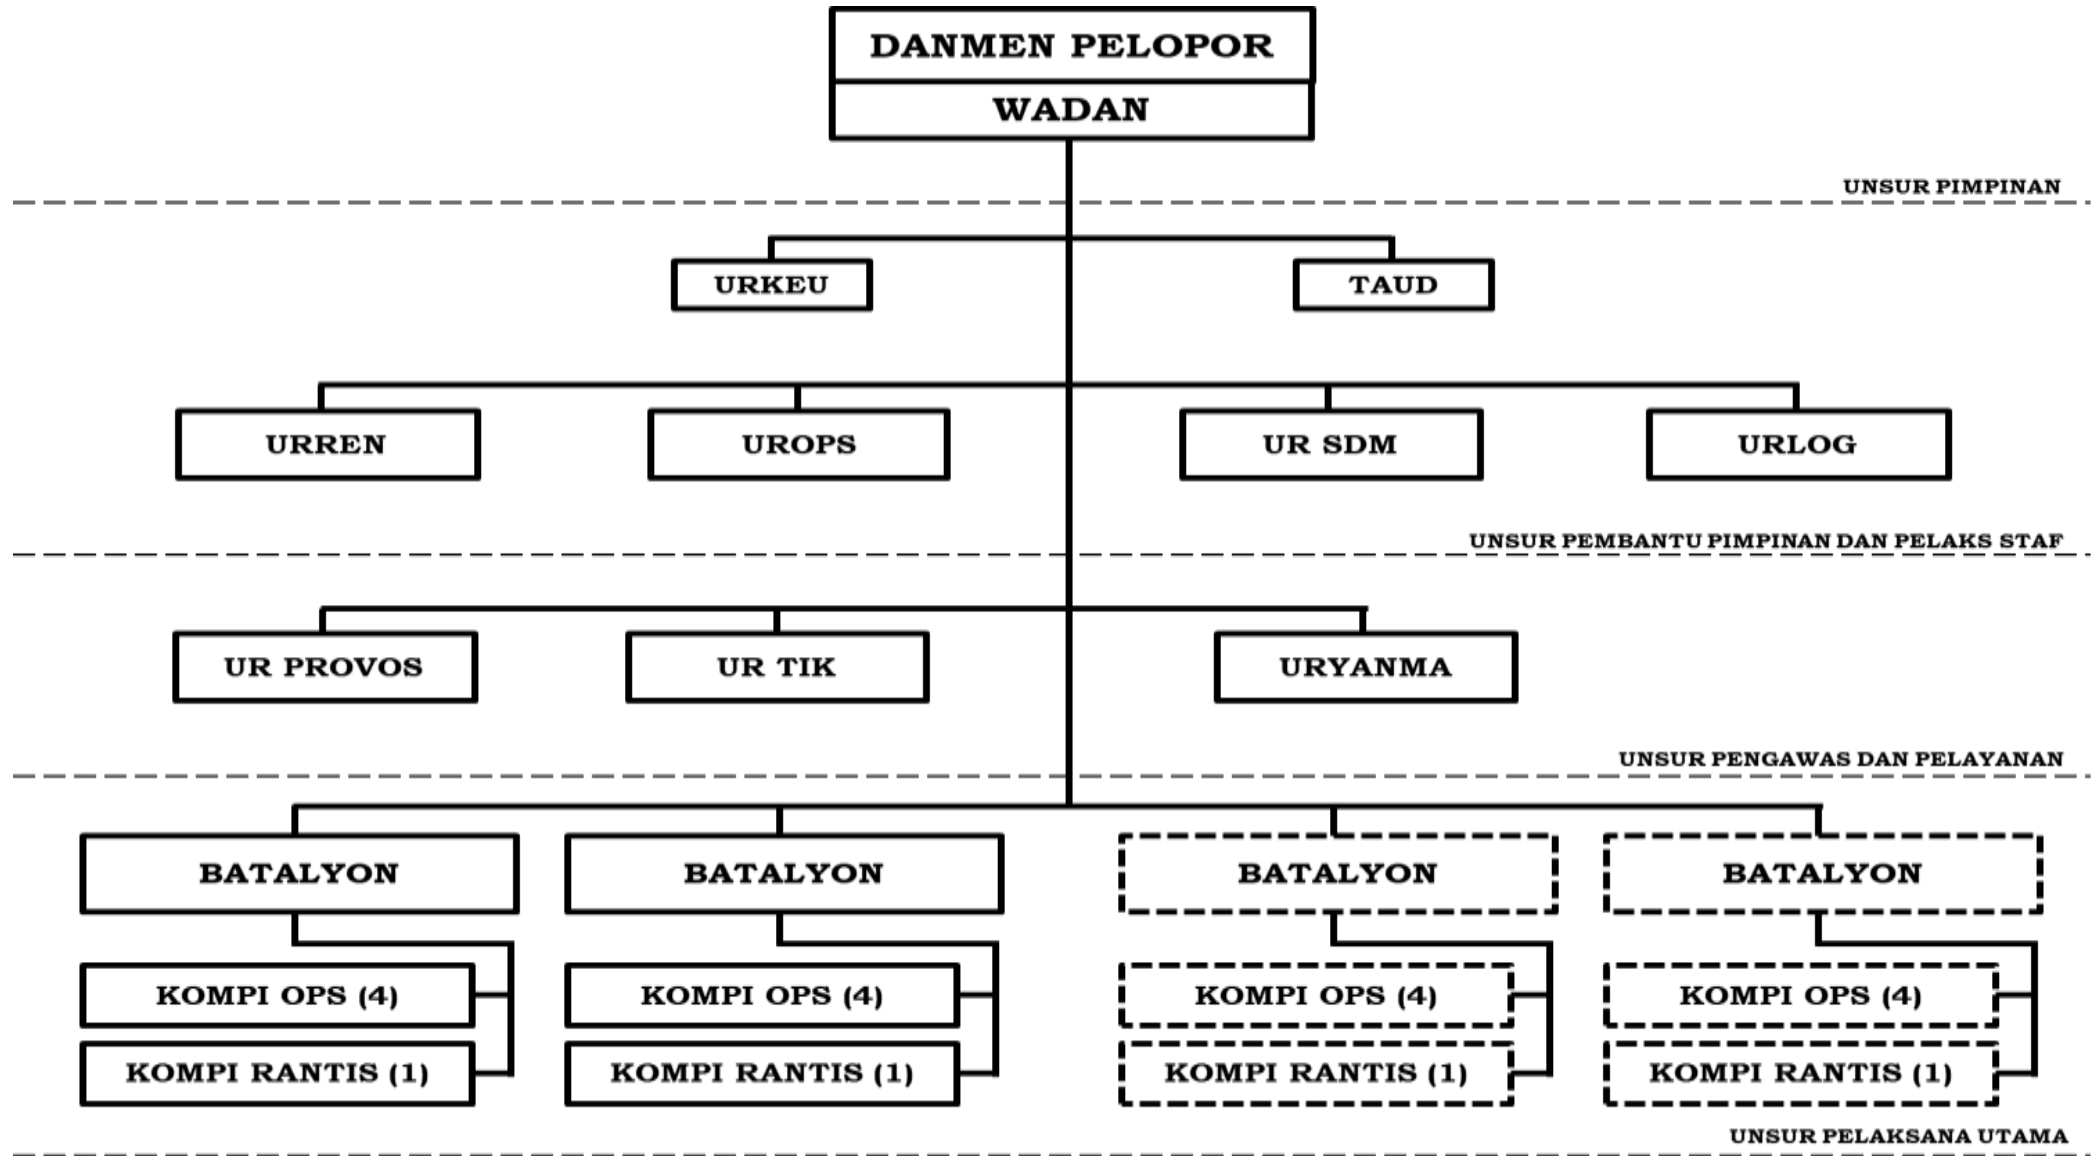 DANMEN PELOPOR
WADAN
UNSUR PIMPINAN
URKEU
TAUD
URREN
UROPS
UR SDM
URLOG
UNSUR PEMBANTU PIMPINAN DAN PELAKS STAF
UR PROVOS
UR TIK
URYANMA
UNSUR PENGAWAS DAN PELAYANAN
BATALYON
BATALYON
BATALYON
BATALYON
KOMPI OPS (4)
KOMPI OPS (4)
KOMPI OPS (4)
KOMPI OPS (4)
KOMPI RANTIS (1)
KOMPI RANTIS (1)
KOMPI RANTIS (1)
KOMPI RANTIS (1)
UNSUR PELAKSANA UTAMA